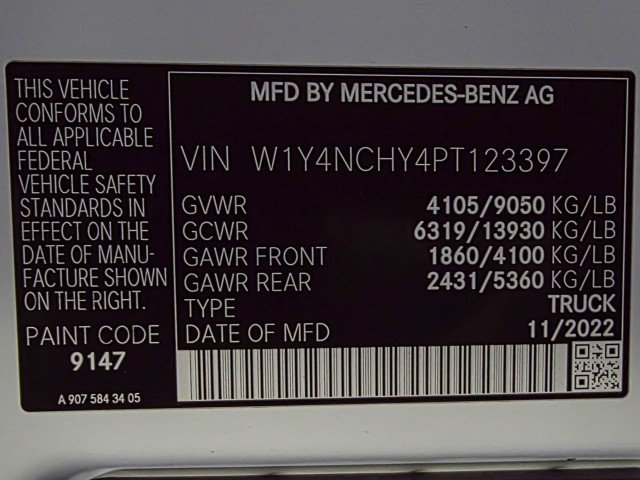 THIS VEHICLE
CONFORMS TO
ALL APPLICABLE
FEDERAL
VEHICLE SAFETY
STANDARDS IN
EFFECT ON THE
DATE OF MANU-
FACTURE SHOWN
ON THE RIGHT.
PAINT CODE
9147
A 907 584 34 05
MFD BY MERCEDES-BENZ AG
VIN W1Y4NCHY4PT123397
GVWR 4105/9050 KG/LB
GCWR 6319/13930 KG/LB
GAWR FRONT 1860/4100 KG/LB
GAWR REAR 2431/5360 KG/LB
TYPE TRUCK
DATE OF MFD 11/2022